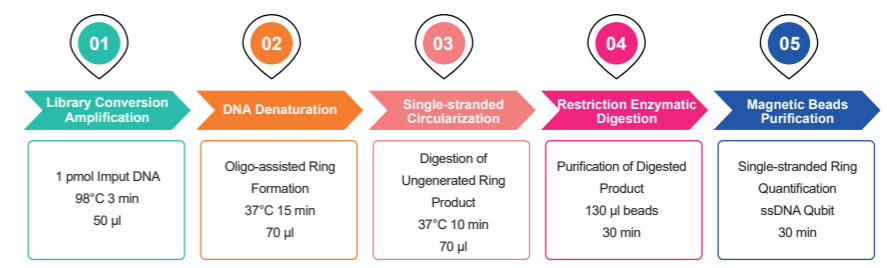 01
Library Conversion
Amplification
1 pmol Imput DNA
98°C 3 min
50 µl
02
DNA Denaturation
Oligo-assisted Ring
Formation
37°C 15 min
70 µl
03
Single-stranded
Circularization
Digestion of
Ungenerated Ring
Product
37°C 10 min
70 µl
04
Restriction Enzymatic
Digestion
Purification of Digested
Product
130 µl beads
30 min
05
Magnetic Beads
Purification
Single-stranded Ring
Quantification
ssDNA Qubit
30 min